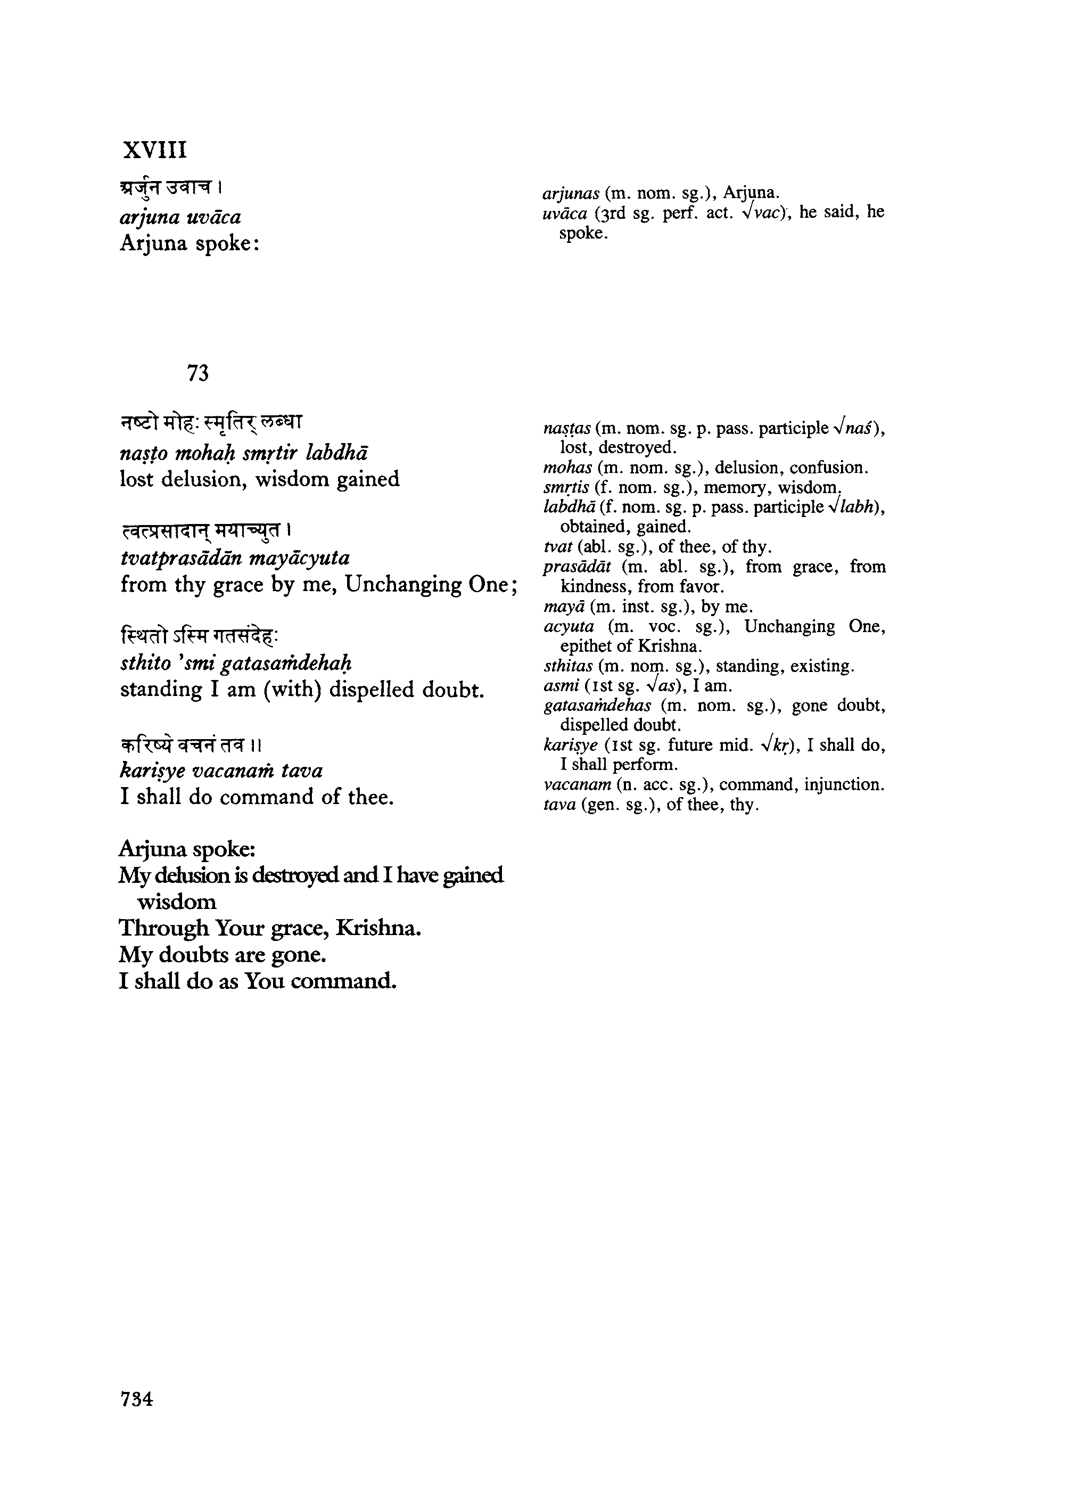 XVIII
अर्जुन उवाच ।
arjuna uvāca
Arjuna spoke:
73
नष्टो मोहः स्मृतिर् लब्धा
naṣṭo mohaḥ smṛtir labdhā
lost delusion, wisdom gained
त्वत्प्रसादान् मयाच्युत ।
tvatprasādān mayācyuta
from thy grace by me, Unchanging One;
स्थितो ऽस्मि गतसंदेहः
sthito 'smi gatasaṁdehaḥ
standing I am (with) dispelled doubt.
करिष्ये वचनं तव ॥
kariṣye vacanaṁ tava
I shall do command of thee.
Arjuna spoke:
My delusion is destroyed and I have gained
wisdom
Through Your grace, Krishna.
My doubts are gone.
I shall do as You command.
arjunas (m. nom. sg.), Arjuna.
uvāca (3rd sg. perf. act. √vac), he said, he
spoke.
naṣṭas (m. nom. sg. p. pass. participle √naś),
lost, destroyed.
mohas (m. nom. sg.), delusion, confusion.
smṛtis (f. nom. sg.), memory, wisdom.
labdhā (f. nom. sg. p. pass. participle √labh),
obtained, gained.
tvat (abl. sg.), of thee, of thy.
prasādāt (m. abl. sg.), from grace, from
kindness, from favor.
mayā (m. inst. sg.), by me.
acyuta (m. voc. sg.), Unchanging One,
epithet of Krishna.
sthitas (m. nom. sg.), standing, existing.
asmi (1st sg. √as), I am.
gatasaṁdehas (m. nom. sg.), gone doubt,
dispelled doubt.
kariṣye (1st sg. future mid. √kṛ), I shall do,
I shall perform.
vacanam (n. acc. sg.), command, injunction.
tava (gen. sg.), of thee, thy.
734